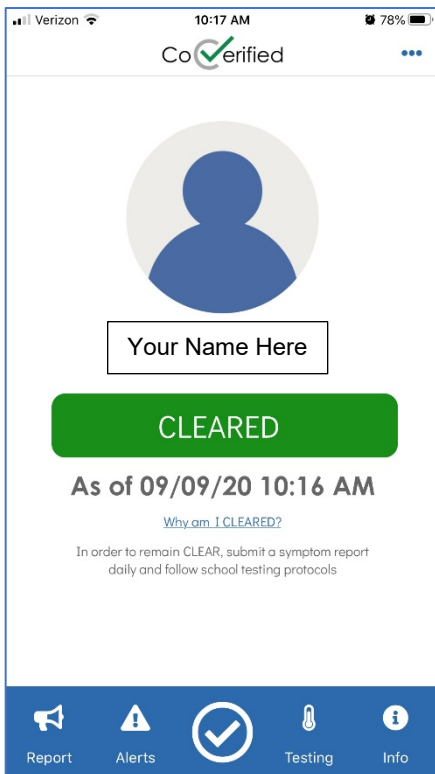 Verizon 10:17 AM 78%
CoVerified
Your Name Here
CLEARED
As of 09/09/20 10:16 AM
Why am I CLEARED?
In order to remain CLEAR, submit a symptom report
daily and follow school testing protocols
Report Alerts Testing Info